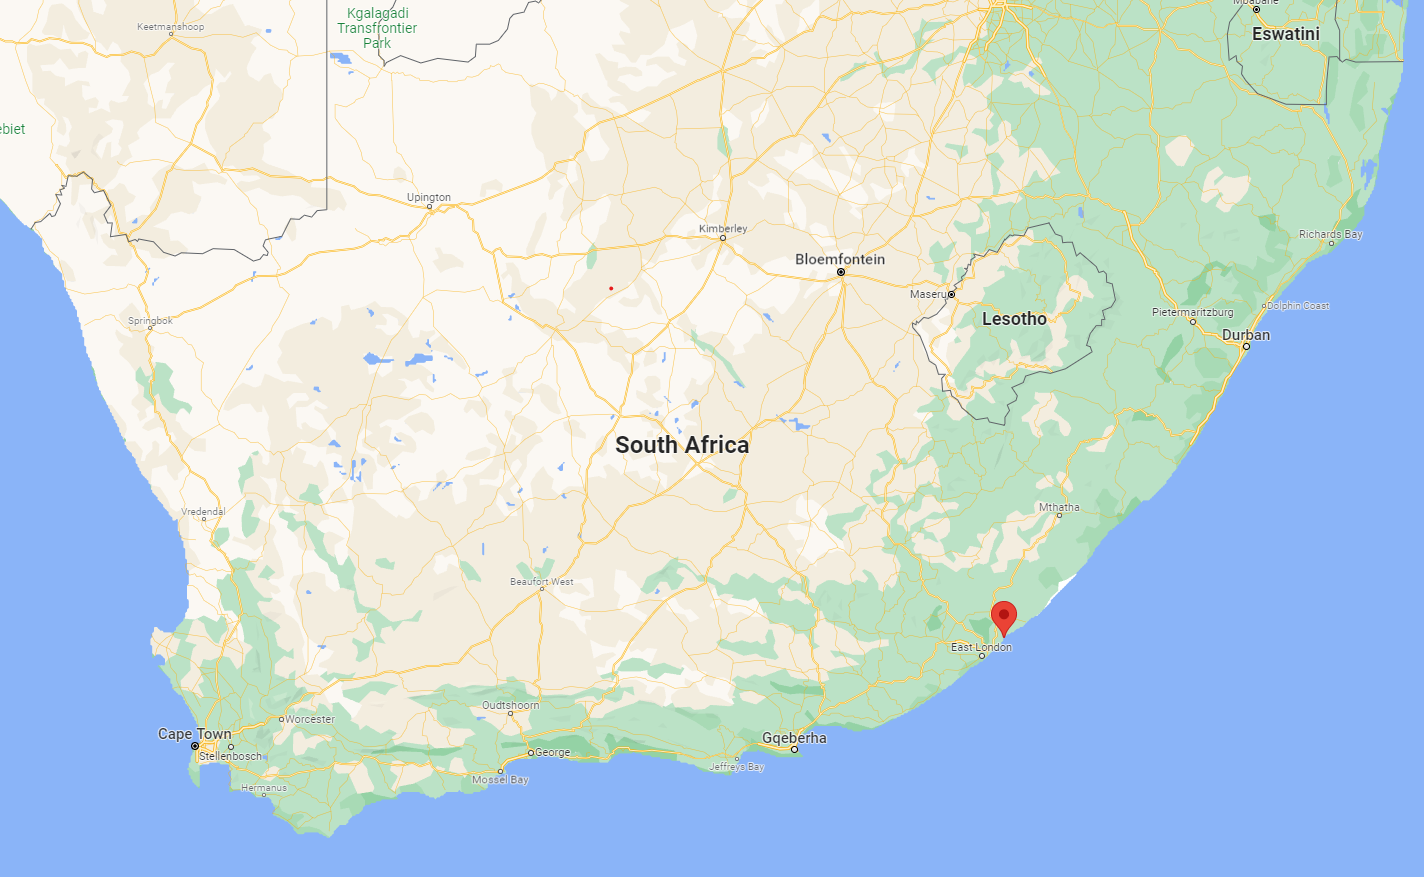 Mbabane
Kgalagadi
Transfrontier
Park
Keetmanshoop
Eswatini
ebiet
Upington
Kimberley
Richards Bay
Bloemfontein
Maseru
Dolphin Coast
Pietermaritzburg
Lesotho
Springbok
Durban
South Africa
Mthatha
Vredendal
Beaufort West
East London
Oudtshoorn
Worcester
Cape Town
Gqeberha
Stellenbosch
George
Jeffreys Bay
Mossel Bay
Hermanus